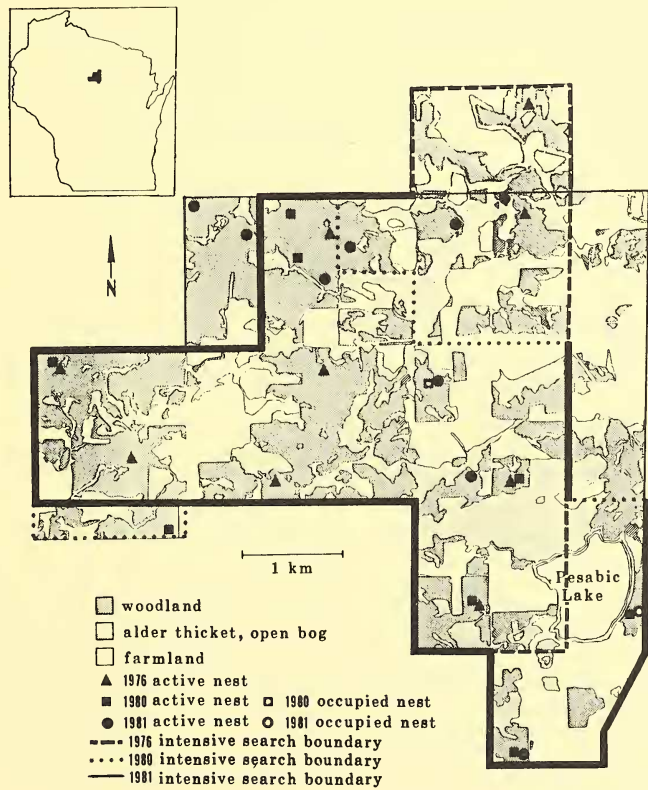 N
1 km
Pesabic
Lake
woodland
alder thicket, open bog
farmland
1976 active nest
1980 active nest 1980 occupied nest
1981 active nest 1981 occupied nest
1976 intensive search boundary
1980 intensive search boundary
1981 intensive search boundary